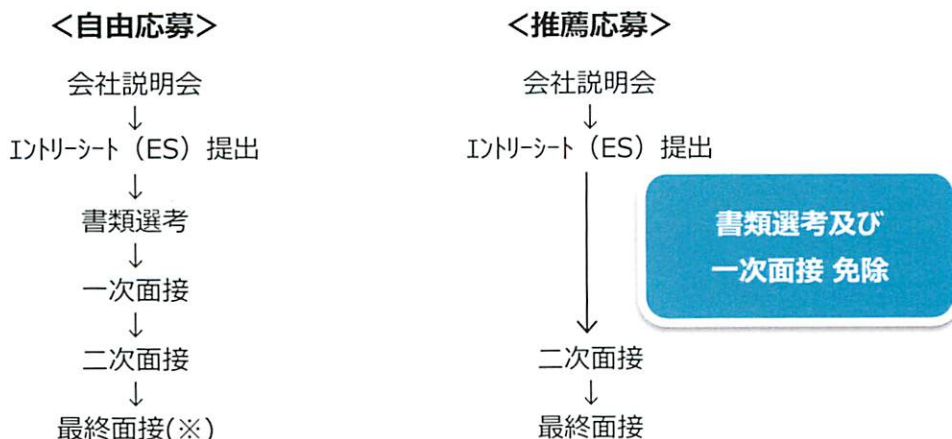 ＜自由応募＞
会社説明会
↓
ｴﾝﾄﾘｰｼｰﾄ（ES）提出
↓
書類選考
↓
一次面接
↓
二次面接
↓
最終面接(※)
＜推薦応募＞
会社説明会
↓
ｴﾝﾄﾘｰｼｰﾄ（ES）提出
↓
書類選考及び
一次面接 免除
二次面接
↓
最終面接